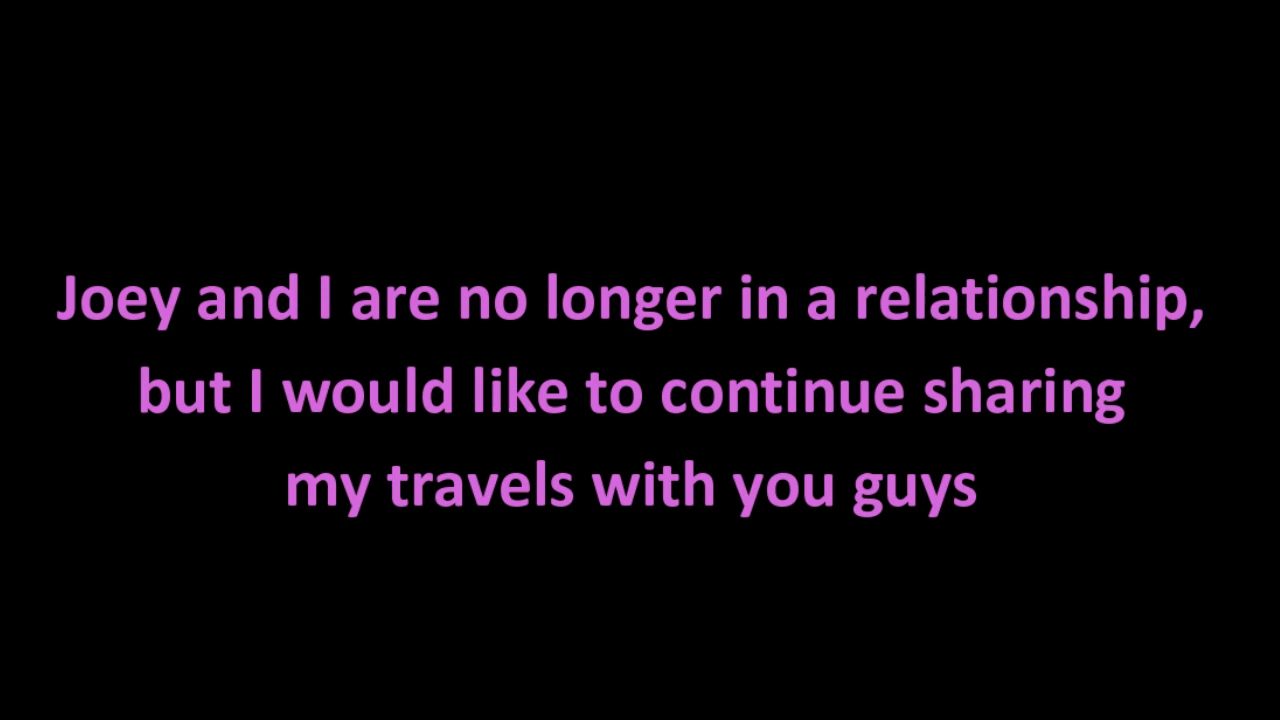 Joey and I are no longer in a relationship,
but I would like to continue sharing
my travels with you guys